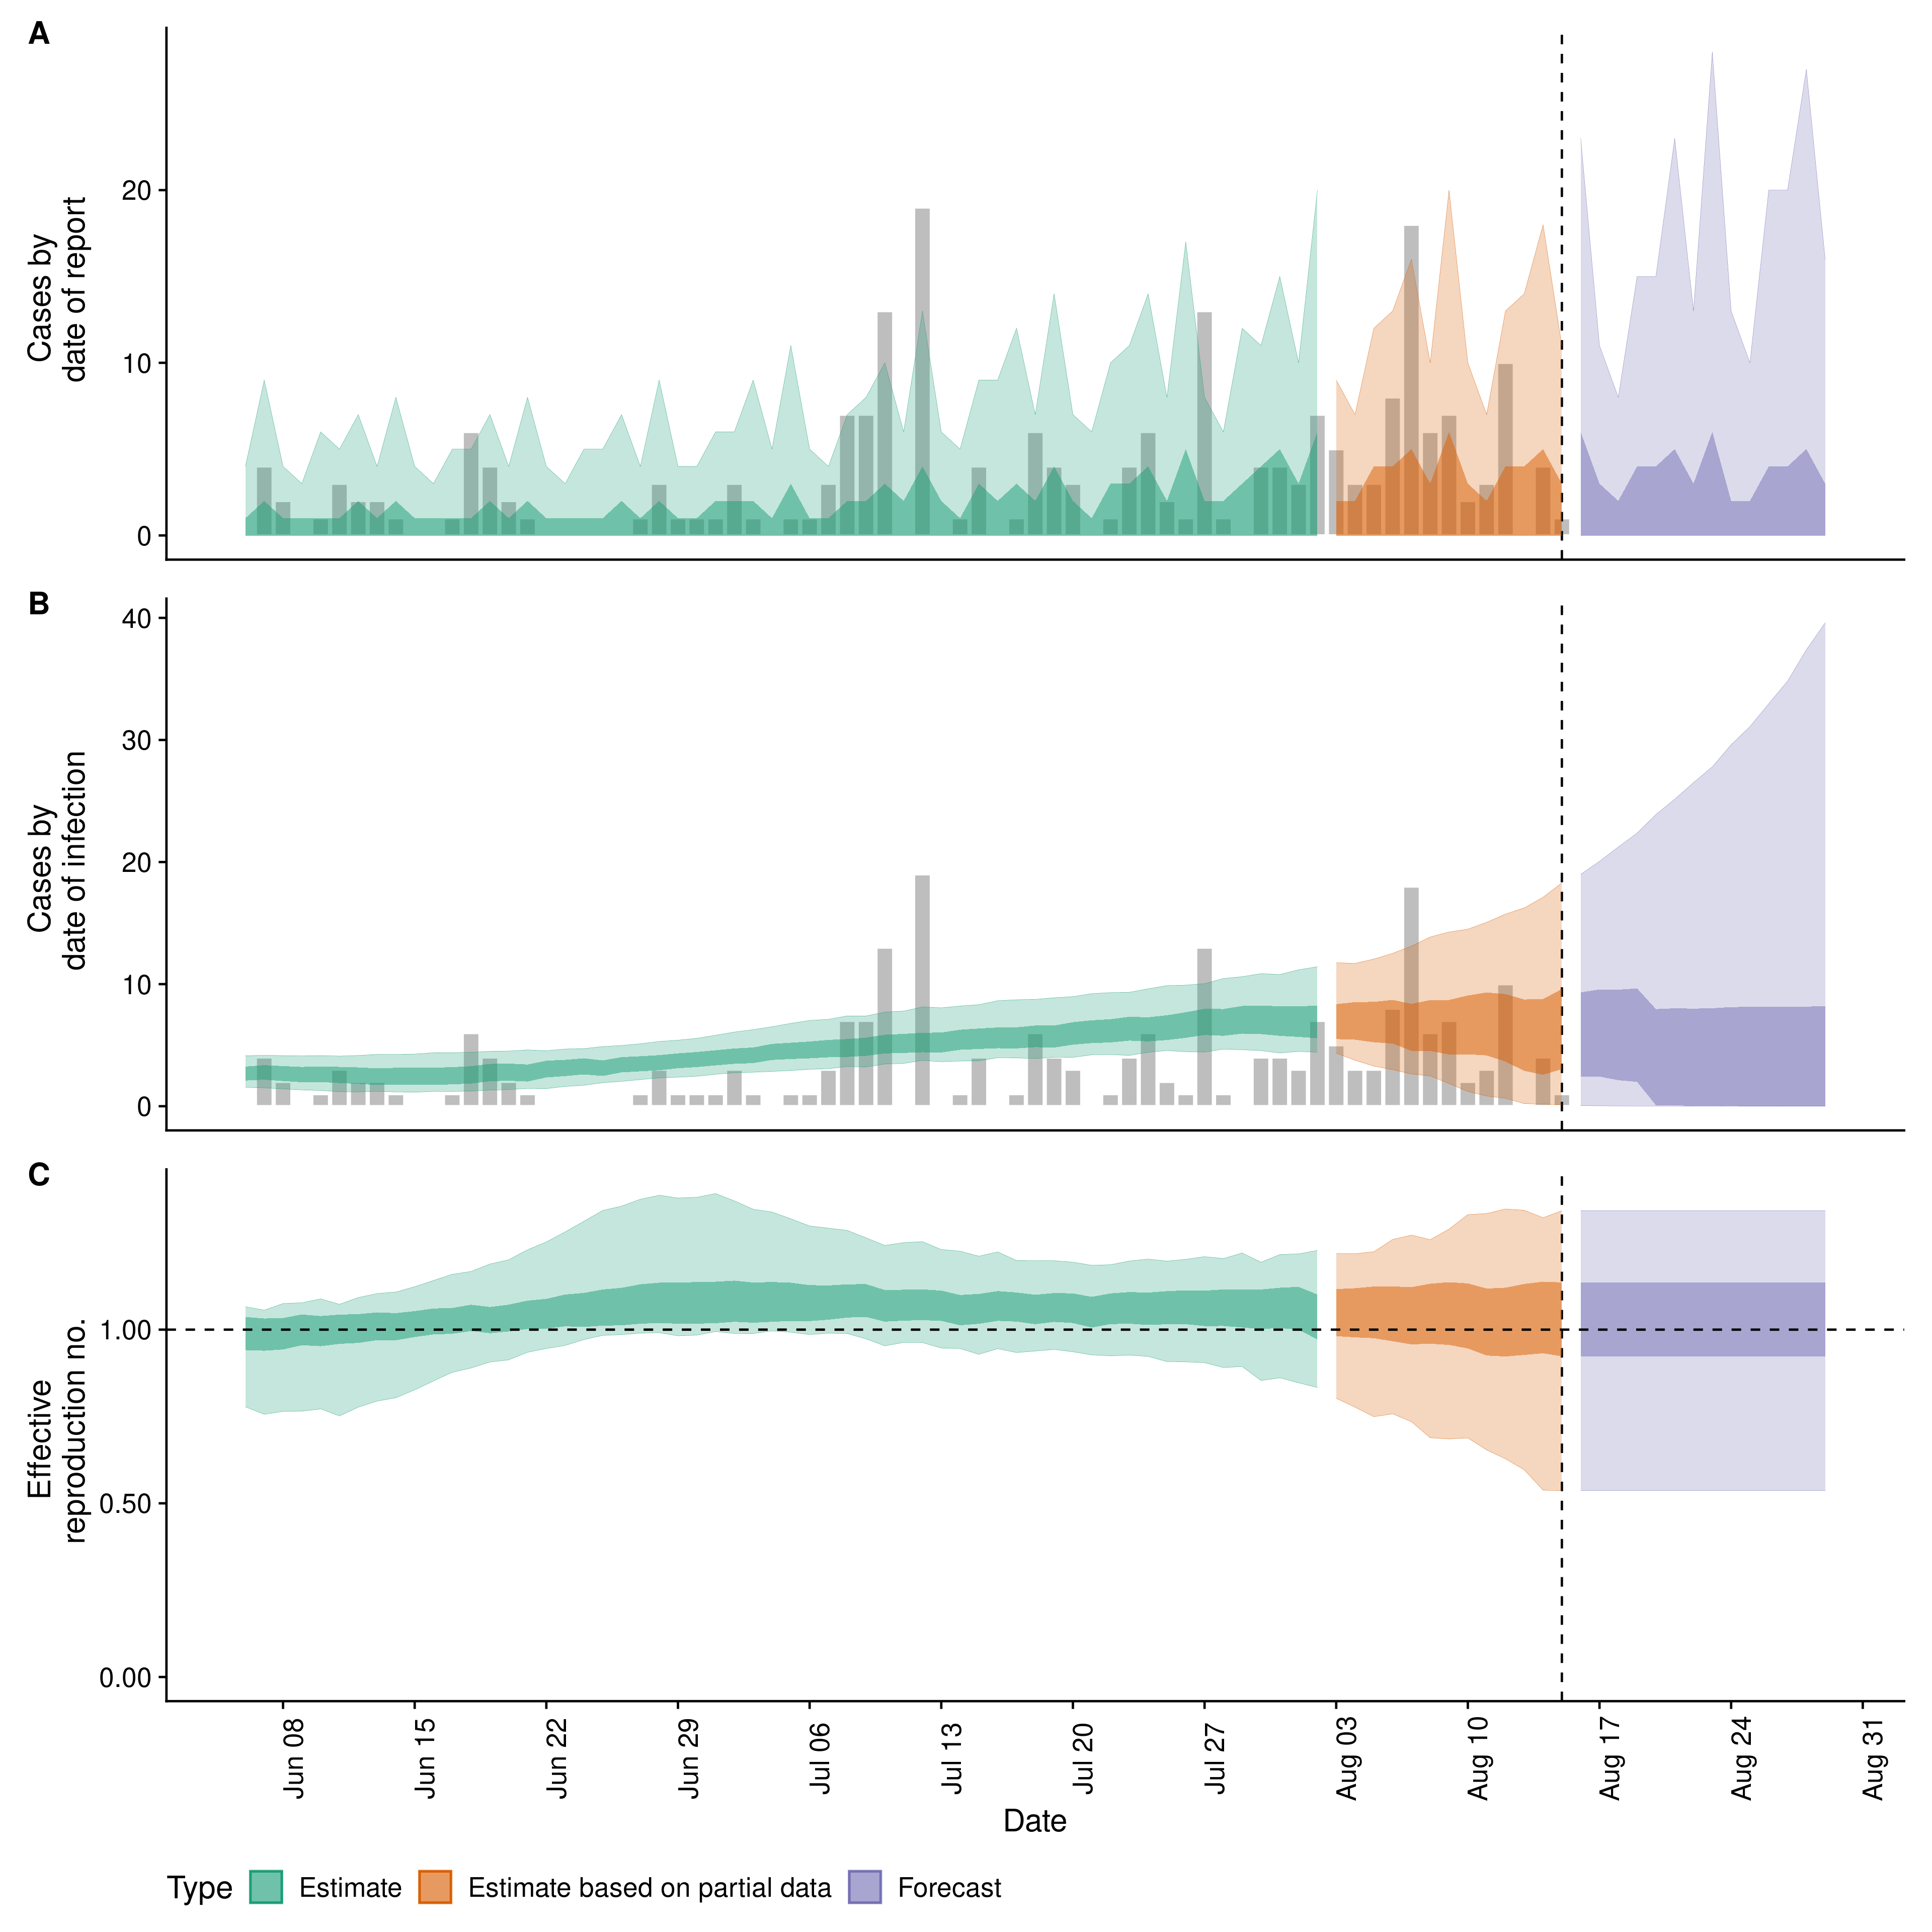 A
Cases by
date of report
20
10
0
B
Cases by
date of infection
40
30
20
10
0
C
Effective
reproduction no.
1.00
0.50
0.00
Jun 08
Jun 15
Jun 22
Jun 29
Jul 06
Jul 13
Jul 20
Jul 27
Aug 03
Aug 10
Aug 17
Aug 24
Aug 31
Date
Type Estimate Estimate based on partial data Forecast